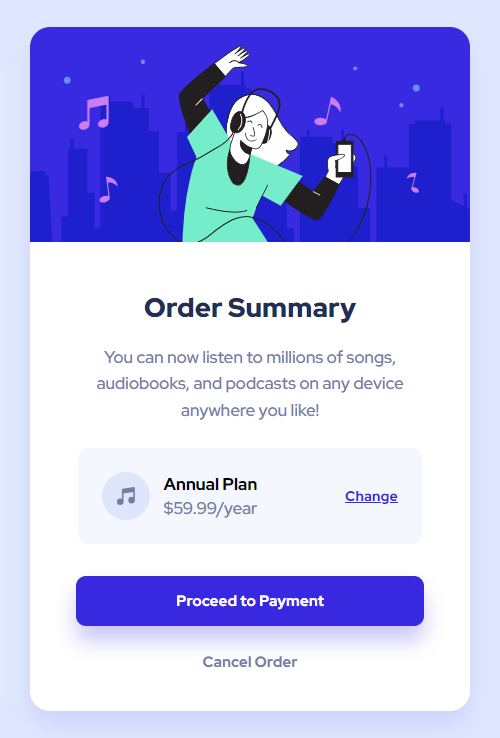 Order Summary
You can now listen to millions of songs,
audiobooks, and podcasts on any device
anywhere you like!
Annual Plan
$59.99/year
Change
Proceed to Payment
Cancel Order